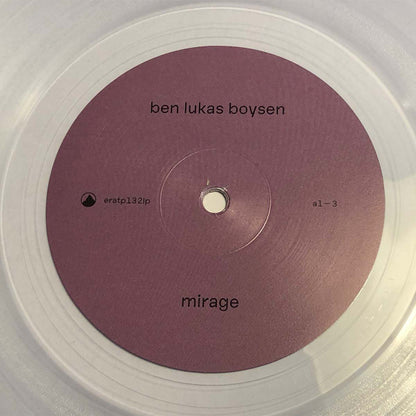 ben lukas boysen
eratp132lp
a1—3
mirage